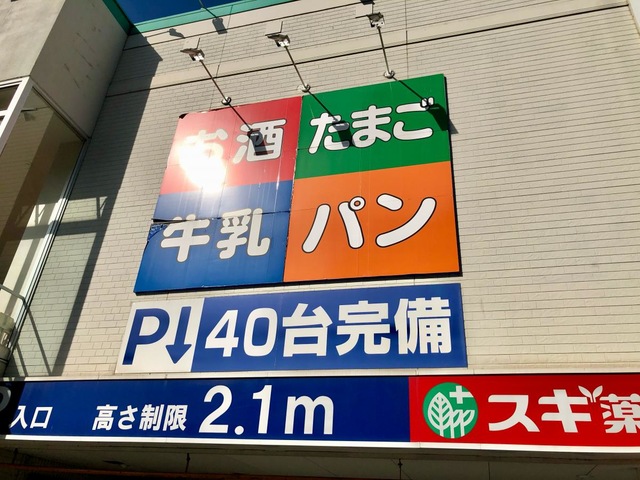 お酒
たまご
牛乳
パン
P↓ 40台完備
入口 高さ制限 2.1m
スギ薬